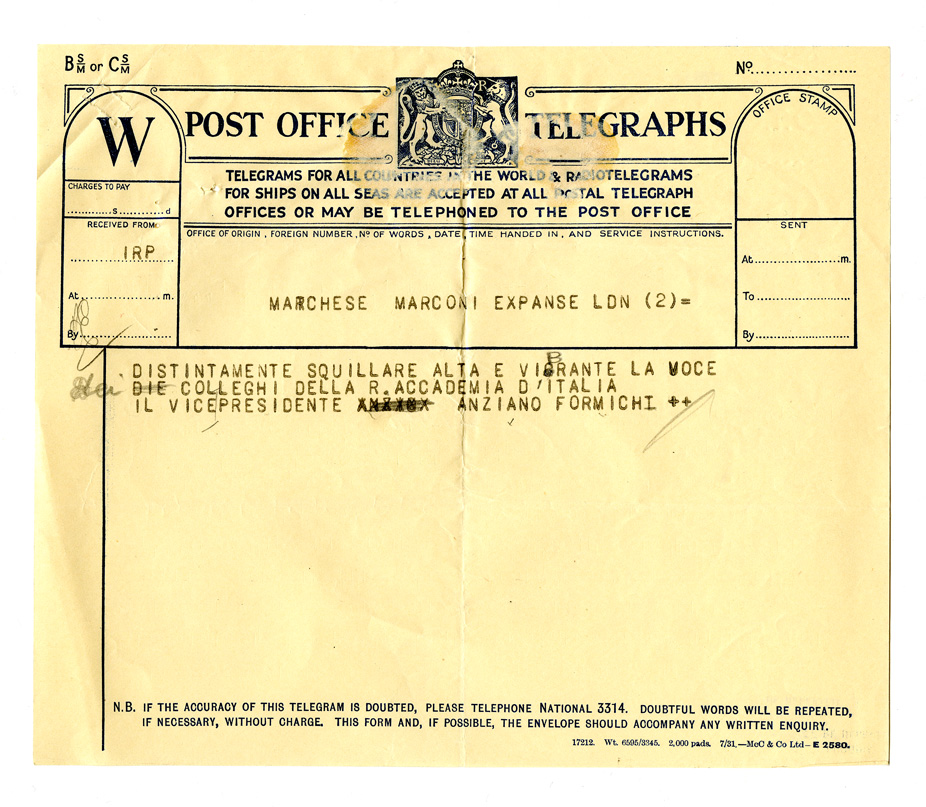 BS/M or CS/M
No...................
W
POST OFFICE TELEGRAPHS
OFFICE STAMP
TELEGRAMS FOR ALL COUNTRIES IN THE WORLD & RADIOTELEGRAMS
FOR SHIPS ON ALL SEAS ARE ACCEPTED AT ALL POSTAL TELEGRAPH
OFFICES OR MAY BE TELEPHONED TO THE POST OFFICE
CHARGES TO PAY
............s............d
RECEIVED FROM
IRP
At....................m.
By....................
OFFICE OF ORIGIN, FOREIGN NUMBER, No OF WORDS, DATE, TIME HANDED IN, AND SERVICE INSTRUCTIONS.
SENT
At....................m.
To....................
By....................
MARCHESE MARCONI EXPANSE LDN (2)=
DISTINTAMENTE SQUILLARE ALTA E VIBRANTE LA VOCE
DIE COLLEGHI DELLA R.ACCADEMIA D'ITALIA
IL VICEPRESIDENTE ANZIANO FORMICHI ++
N.B. IF THE ACCURACY OF THIS TELEGRAM IS DOUBTED, PLEASE TELEPHONE NATIONAL 3314. DOUBTFUL WORDS WILL BE REPEATED,
IF NECESSARY, WITHOUT CHARGE. THIS FORM AND, IF POSSIBLE, THE ENVELOPE SHOULD ACCOMPANY ANY WRITTEN ENQUIRY.
17212. Wt. 6595/3345. 2,000 pads. 7/31.—McC & Co Ltd—E 2580.